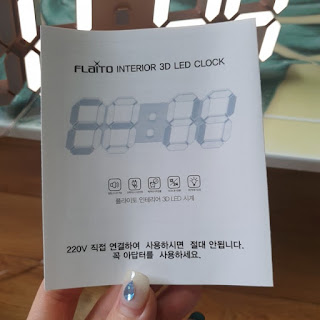 FLaiTO INTERIOR 3D LED CLOCK
플라이토 인테리어 3D LED 시계
220V 직접 연결하여 사용하시면 절대 안됩니다.
꼭 아답터를 사용하세요.